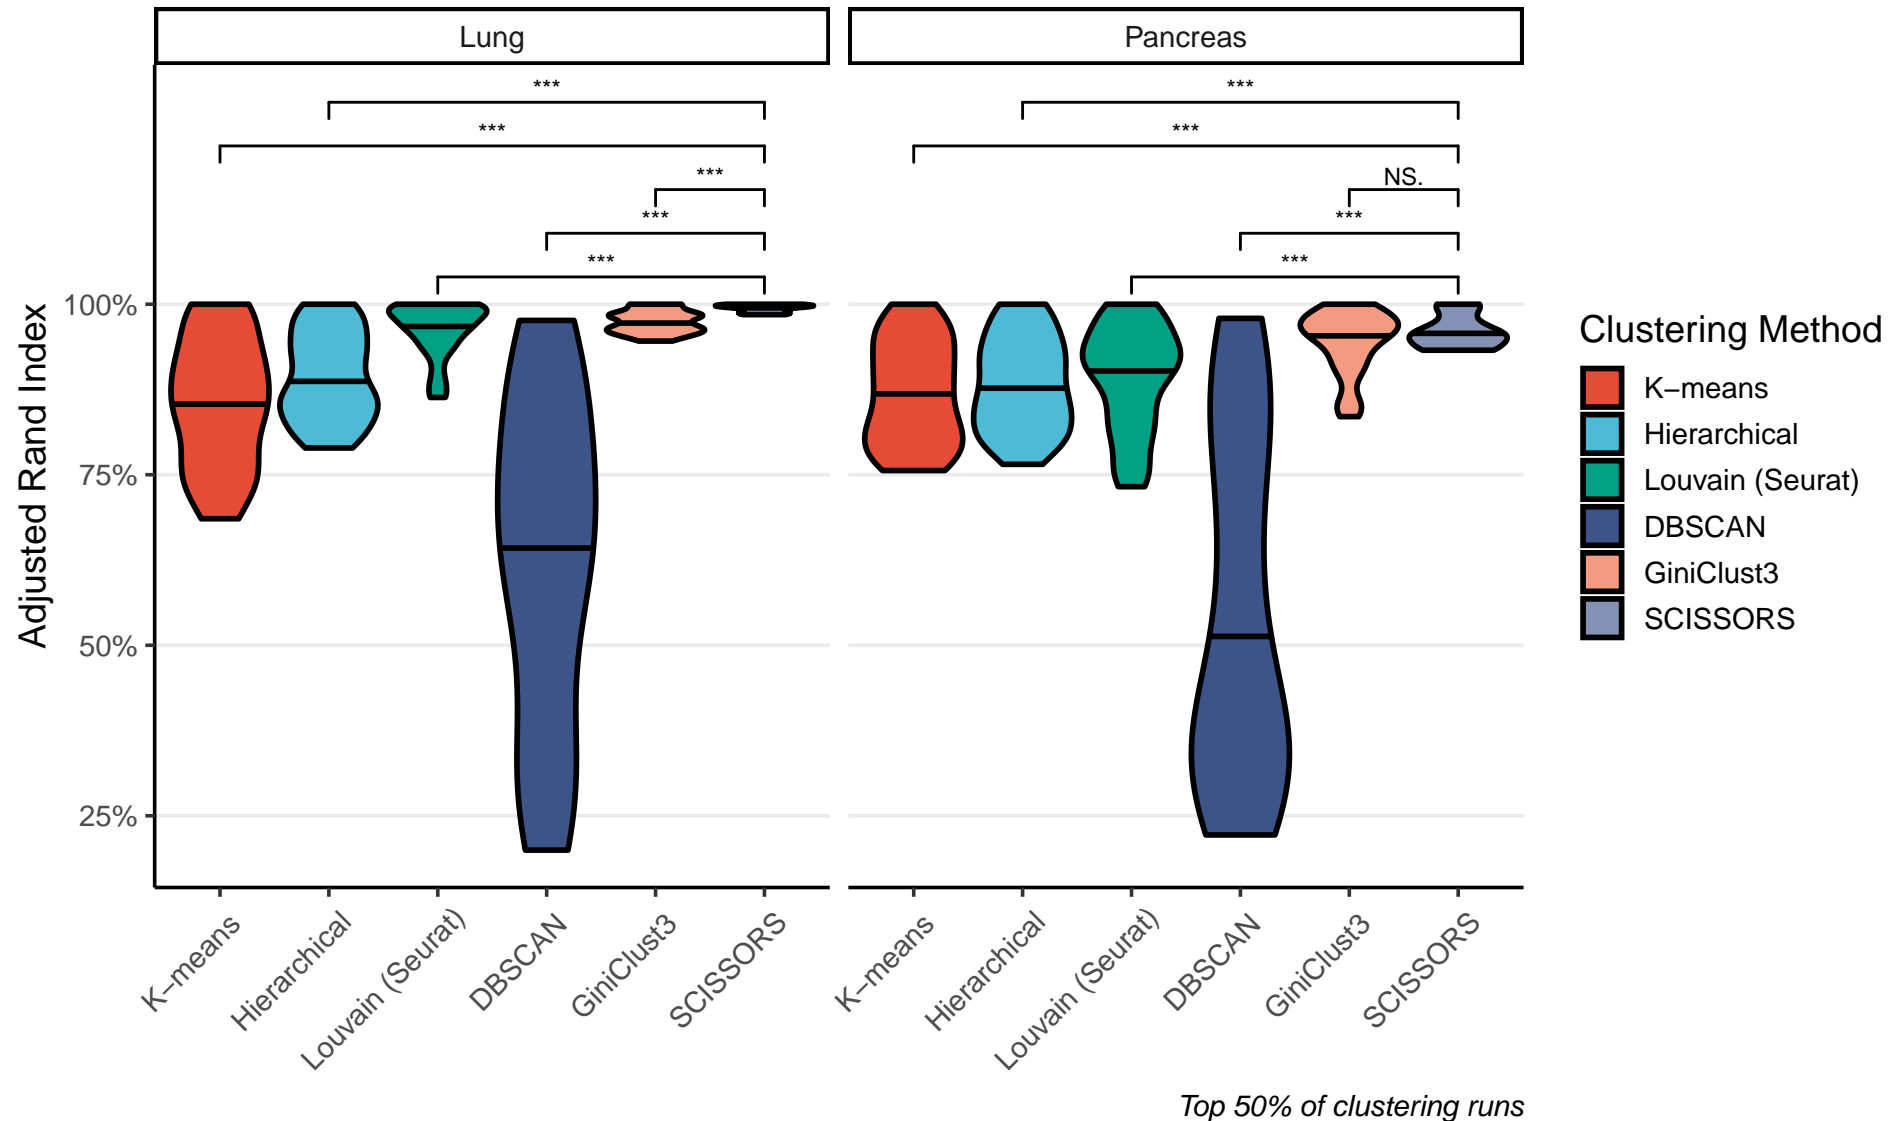 Lung
Pancreas
***
***
***
***
***
***
***
NS.
***
***
Adjusted Rand Index
100%
75%
50%
25%
K−means
Hierarchical
Louvain (Seurat)
DBSCAN
GiniClust3
SCISSORS
K−means
Hierarchical
Louvain (Seurat)
DBSCAN
GiniClust3
SCISSORS
Clustering Method
K−means
Hierarchical
Louvain (Seurat)
DBSCAN
GiniClust3
SCISSORS
Top 50% of clustering runs